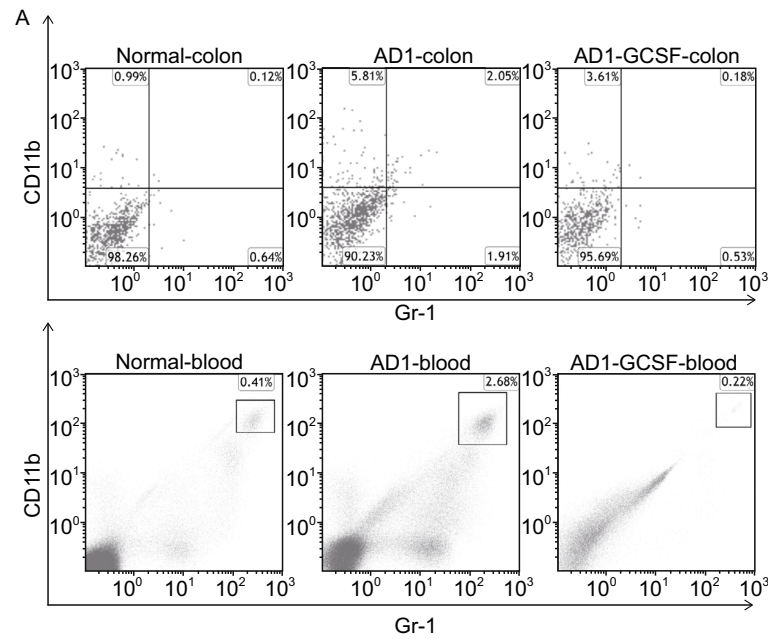 A
Normal-colon AD1-colon AD1-GCSF-colon
10³ 0.99% 0.12% 10³ 5.81% 2.05% 10³ 3.61% 0.18%
10² 10² 10²
10¹ 10¹ 10¹
10⁰ 10⁰ 10⁰
98.26% 0.64% 90.23% 1.91% 95.69% 0.53%
10⁰ 10¹ 10² 10³ 10⁰ 10¹ 10² 10³ 10⁰ 10¹ 10² 10³
CD11b
Gr-1
Normal-blood AD1-blood AD1-GCSF-blood
10³ 0.41% 10³ 2.68% 10³ 0.22%
10² 10² 10²
10¹ 10¹ 10¹
10⁰ 10⁰ 10⁰
10⁰ 10¹ 10² 10³ 10⁰ 10¹ 10² 10³ 10⁰ 10¹ 10² 10³
CD11b
Gr-1